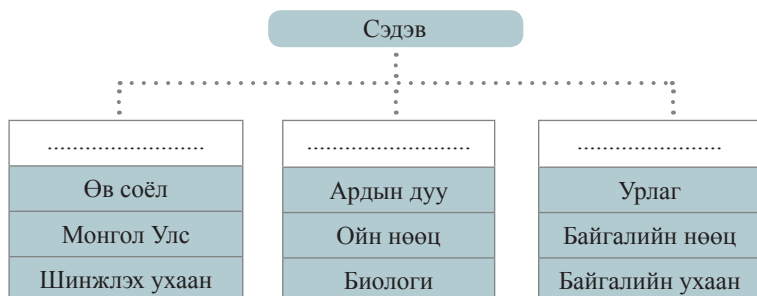 Сэдэв
.........................
Өв соёл
Монгол Улс
Шинжлэх ухаан
..........................
Ардын дуу
Ойн нөөц
Биологи
..........................
Урлаг
Байгалийн нөөц
Байгалийн ухаан